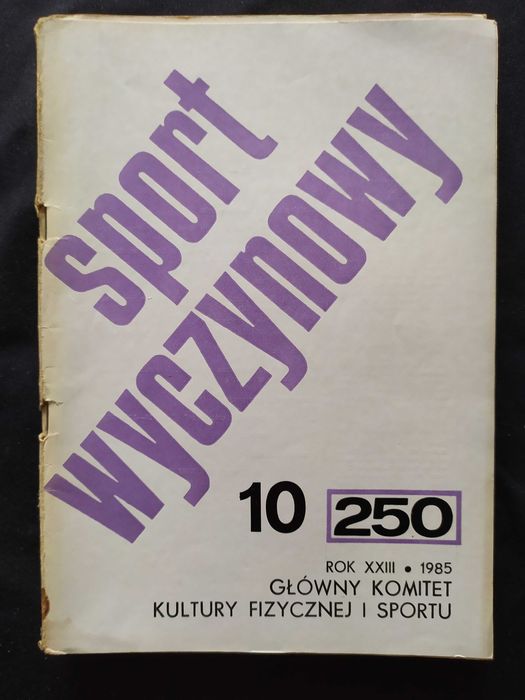 sport
wyczynowy
10 250
ROK XXIII • 1985
GŁÓWNY KOMITET
KULTURY FIZYCZNEJ I SPORTU